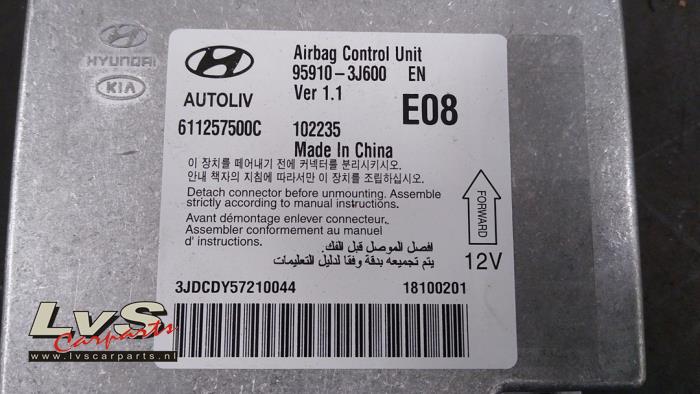 HYUNDAI
KIA
Airbag Control Unit
95910-3J600 EN
Ver 1.1
E08
AUTOLIV
611257500C 102235
Made In China
이 장치를 떼어내기 전에 커넥터를 분리시키시오.
안내 책자의 지침에 따라서만 이 장치를 조립하십시오.
Detach connector before unmounting. Assemble
strictly according to manual instructions.
Avant démontage enlever connecteur.
Assembler conformement au manuel
d' instructions.
افصل الموصل قبل الفك.
يتم تجميعه بدقة وفقا لدليل التعليمات
FORWARD
12V
3JDCDY57210044 18100201
LvS
Carparts
www.lvscarparts.nl